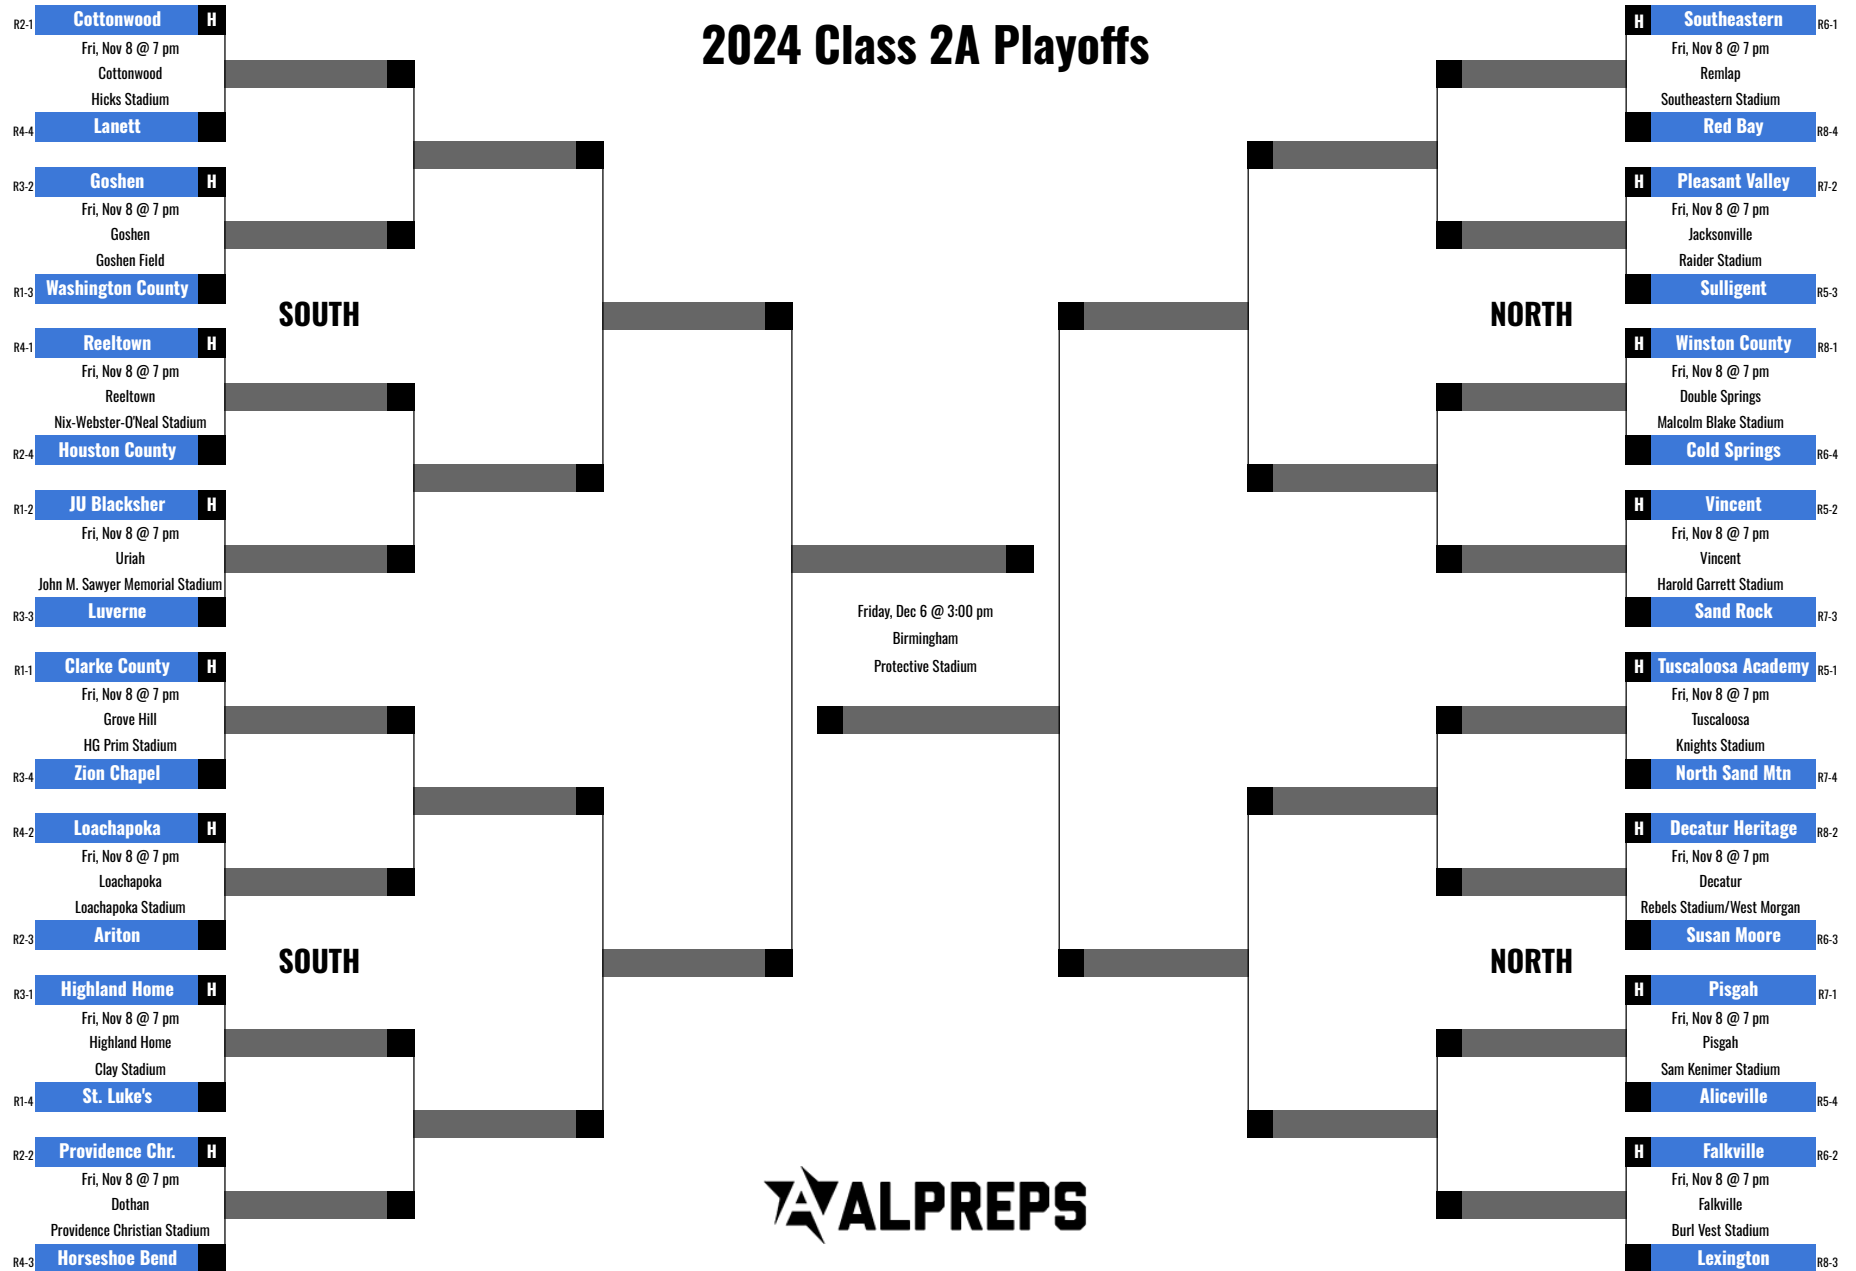 2024 Class 2A Playoffs
R2-1 Cottonwood H
Fri, Nov 8 @ 7 pm
Cottonwood
Hicks Stadium
R4-4 Lanett
R3-2 Goshen H
Fri, Nov 8 @ 7 pm
Goshen
Goshen Field
R1-3 Washington County
SOUTH
R4-1 Reeltown H
Fri, Nov 8 @ 7 pm
Reeltown
Nix-Webster-O'Neal Stadium
R2-4 Houston County
R1-2 JU Blacksher H
Fri, Nov 8 @ 7 pm
Uriah
John M. Sawyer Memorial Stadium
R3-3 Luverne
R1-1 Clarke County H
Fri, Nov 8 @ 7 pm
Grove Hill
HG Prim Stadium
R3-4 Zion Chapel
R4-2 Loachapoka H
Fri, Nov 8 @ 7 pm
Loachapoka
Loachapoka Stadium
R2-3 Ariton
SOUTH
R3-1 Highland Home H
Fri, Nov 8 @ 7 pm
Highland Home
Clay Stadium
R1-4 St. Luke's
R2-2 Providence Chr. H
Fri, Nov 8 @ 7 pm
Dothan
Providence Christian Stadium
R4-3 Horseshoe Bend
Friday, Dec 6 @ 3:00 pm
Birmingham
Protective Stadium
ALPREPS
H Southeastern R6-1
Fri, Nov 8 @ 7 pm
Remlap
Southeastern Stadium
Red Bay R8-4
H Pleasant Valley R7-2
Fri, Nov 8 @ 7 pm
Jacksonville
Raider Stadium
Sulligent R5-3
NORTH
H Winston County R8-1
Fri, Nov 8 @ 7 pm
Double Springs
Malcolm Blake Stadium
Cold Springs R6-4
H Vincent R5-2
Fri, Nov 8 @ 7 pm
Vincent
Harold Garrett Stadium
Sand Rock R7-3
H Tuscaloosa Academy R5-1
Fri, Nov 8 @ 7 pm
Tuscaloosa
Knights Stadium
North Sand Mtn R7-4
H Decatur Heritage R8-2
Fri, Nov 8 @ 7 pm
Decatur
Rebels Stadium/West Morgan
Susan Moore R6-3
NORTH
H Pisgah R7-1
Fri, Nov 8 @ 7 pm
Pisgah
Sam Kenimer Stadium
Aliceville R5-4
H Falkville R6-2
Fri, Nov 8 @ 7 pm
Falkville
Burl Vest Stadium
Lexington R8-3